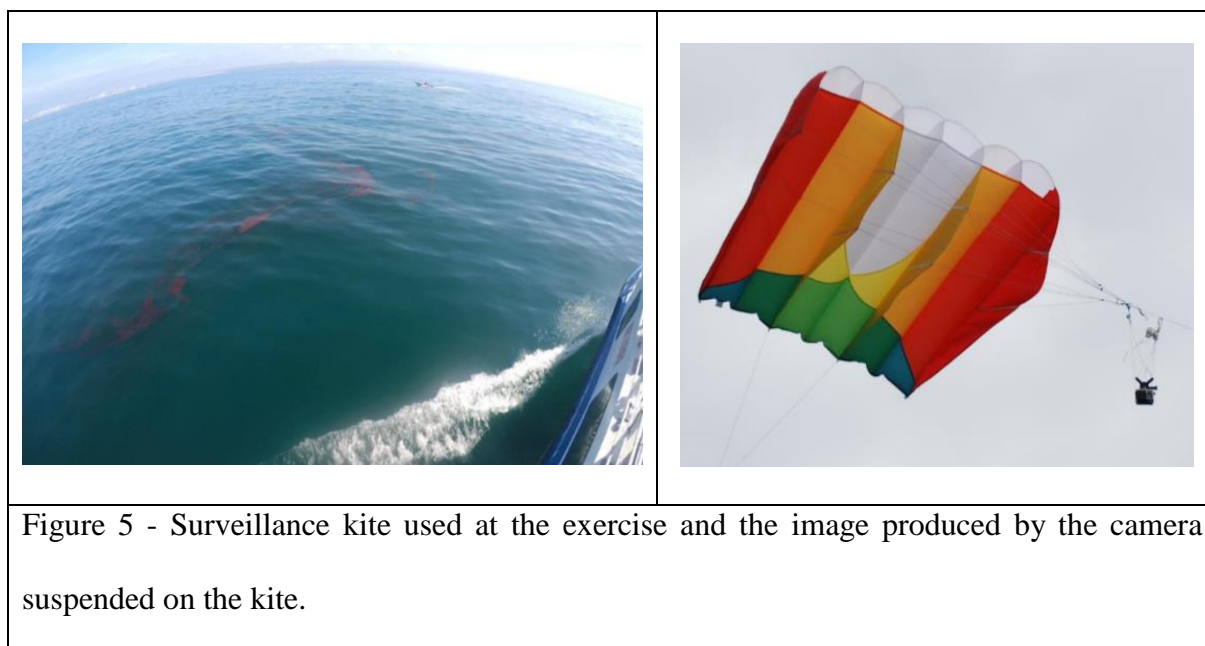 Figure 5 - Surveillance kite used at the exercise and the image produced by the camera
suspended on the kite.